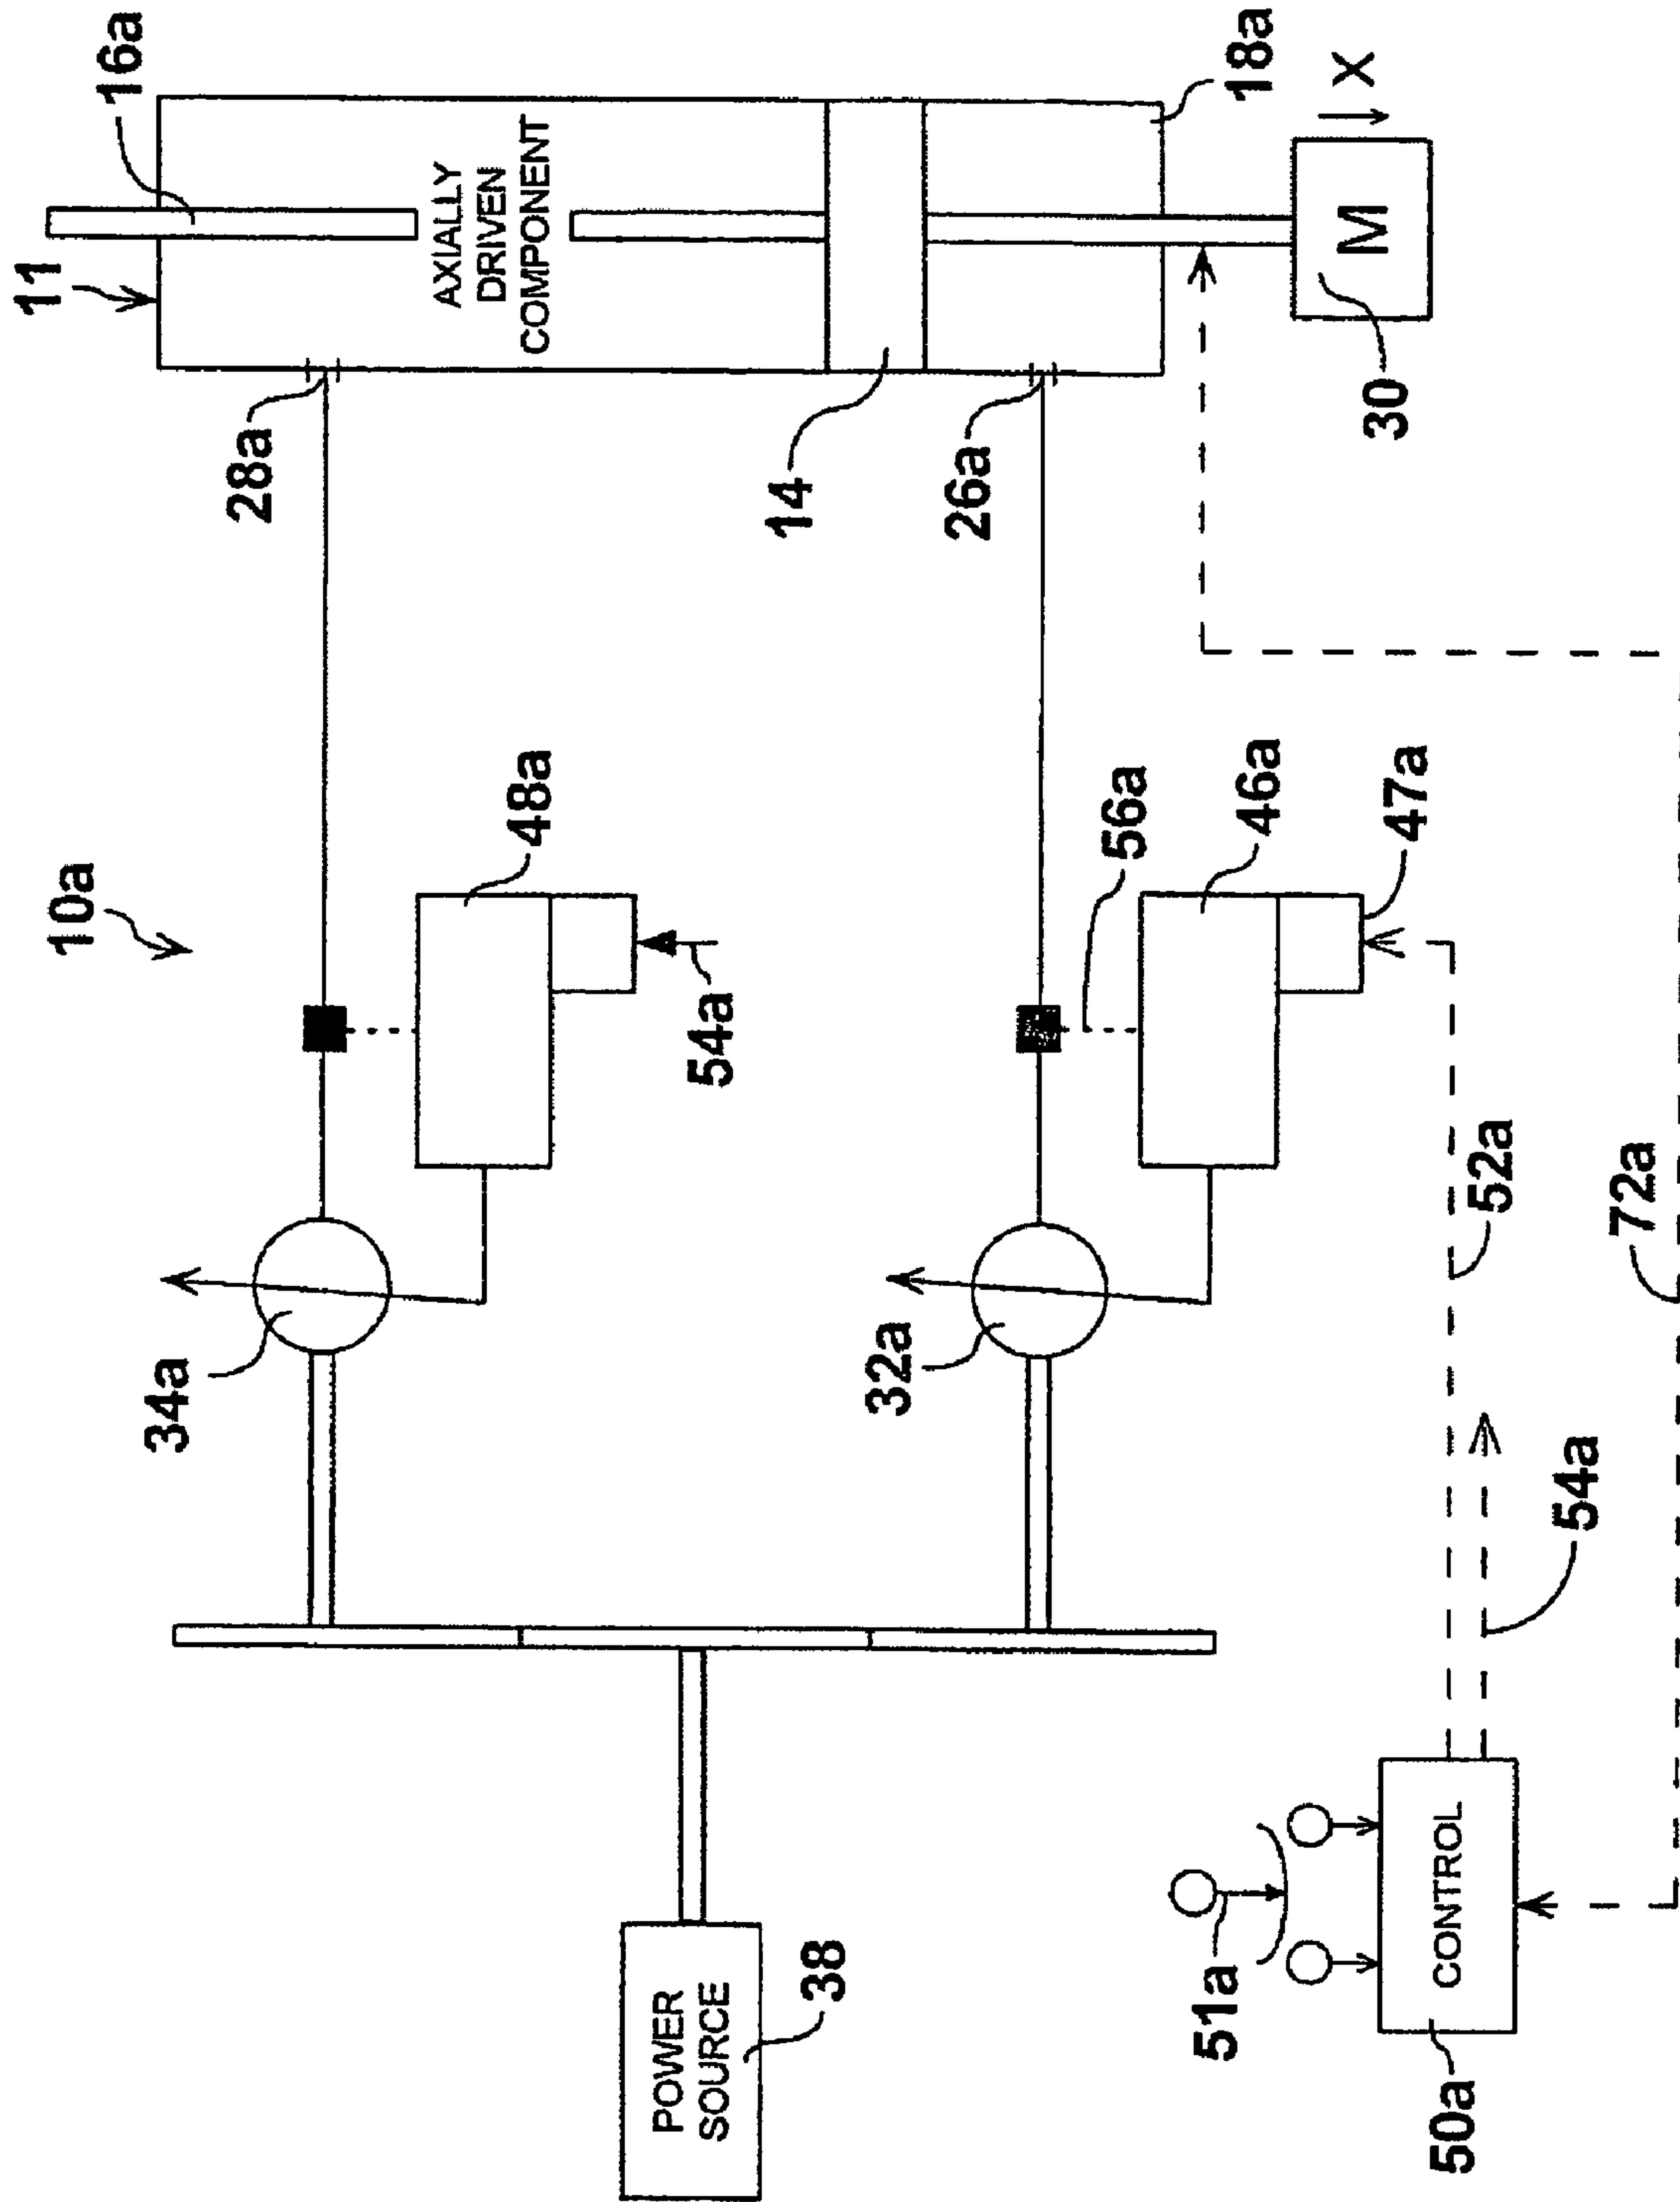 11
16a
AXIALLY
DRIVEN
COMPONENT
18a
X
28a
14
26a
M
30
10a
48a
54a
56a
46a
47a
34a
32a
52a
72a
54a
POWER
SOURCE
38
51a
CONTROL
50a